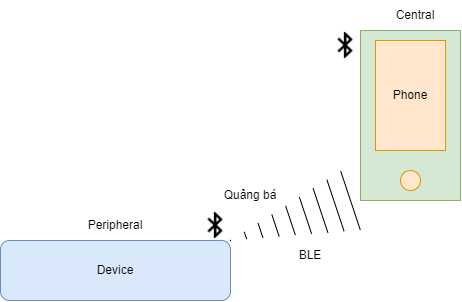 Central
Phone
Quảng bá
Peripheral
BLE
Device